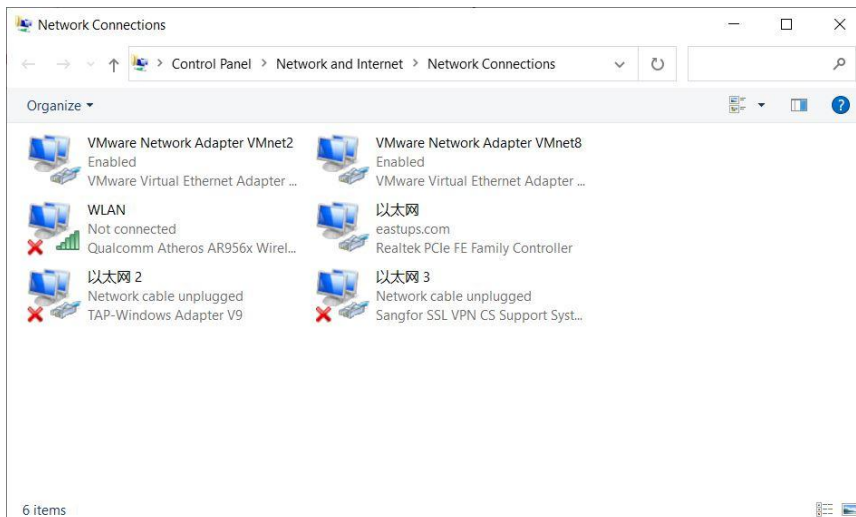 Network Connections
Control Panel > Network and Internet > Network Connections
Organize
VMware Network Adapter VMnet2
Enabled
VMware Virtual Ethernet Adapter ...
VMware Network Adapter VMnet8
Enabled
VMware Virtual Ethernet Adapter ...
WLAN
Not connected
Qualcomm Atheros AR956x Wirel...
以太网
eastups.com
Realtek PCIe FE Family Controller
以太网 2
Network cable unplugged
TAP-Windows Adapter V9
以太网 3
Network cable unplugged
Sangfor SSL VPN CS Support Syst...
6 items